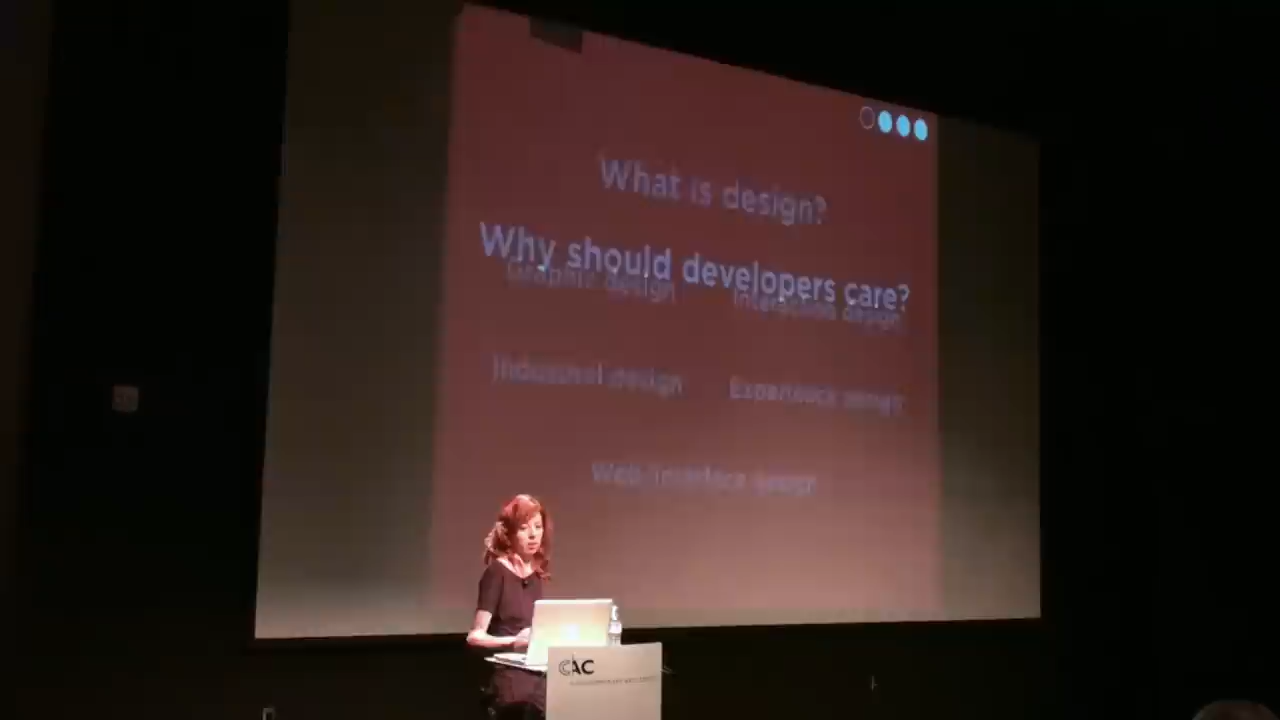 What is design?
Why should developers care?
Graphic design
Interaction design
Industrial design
Experience design
Web interface design
CAC